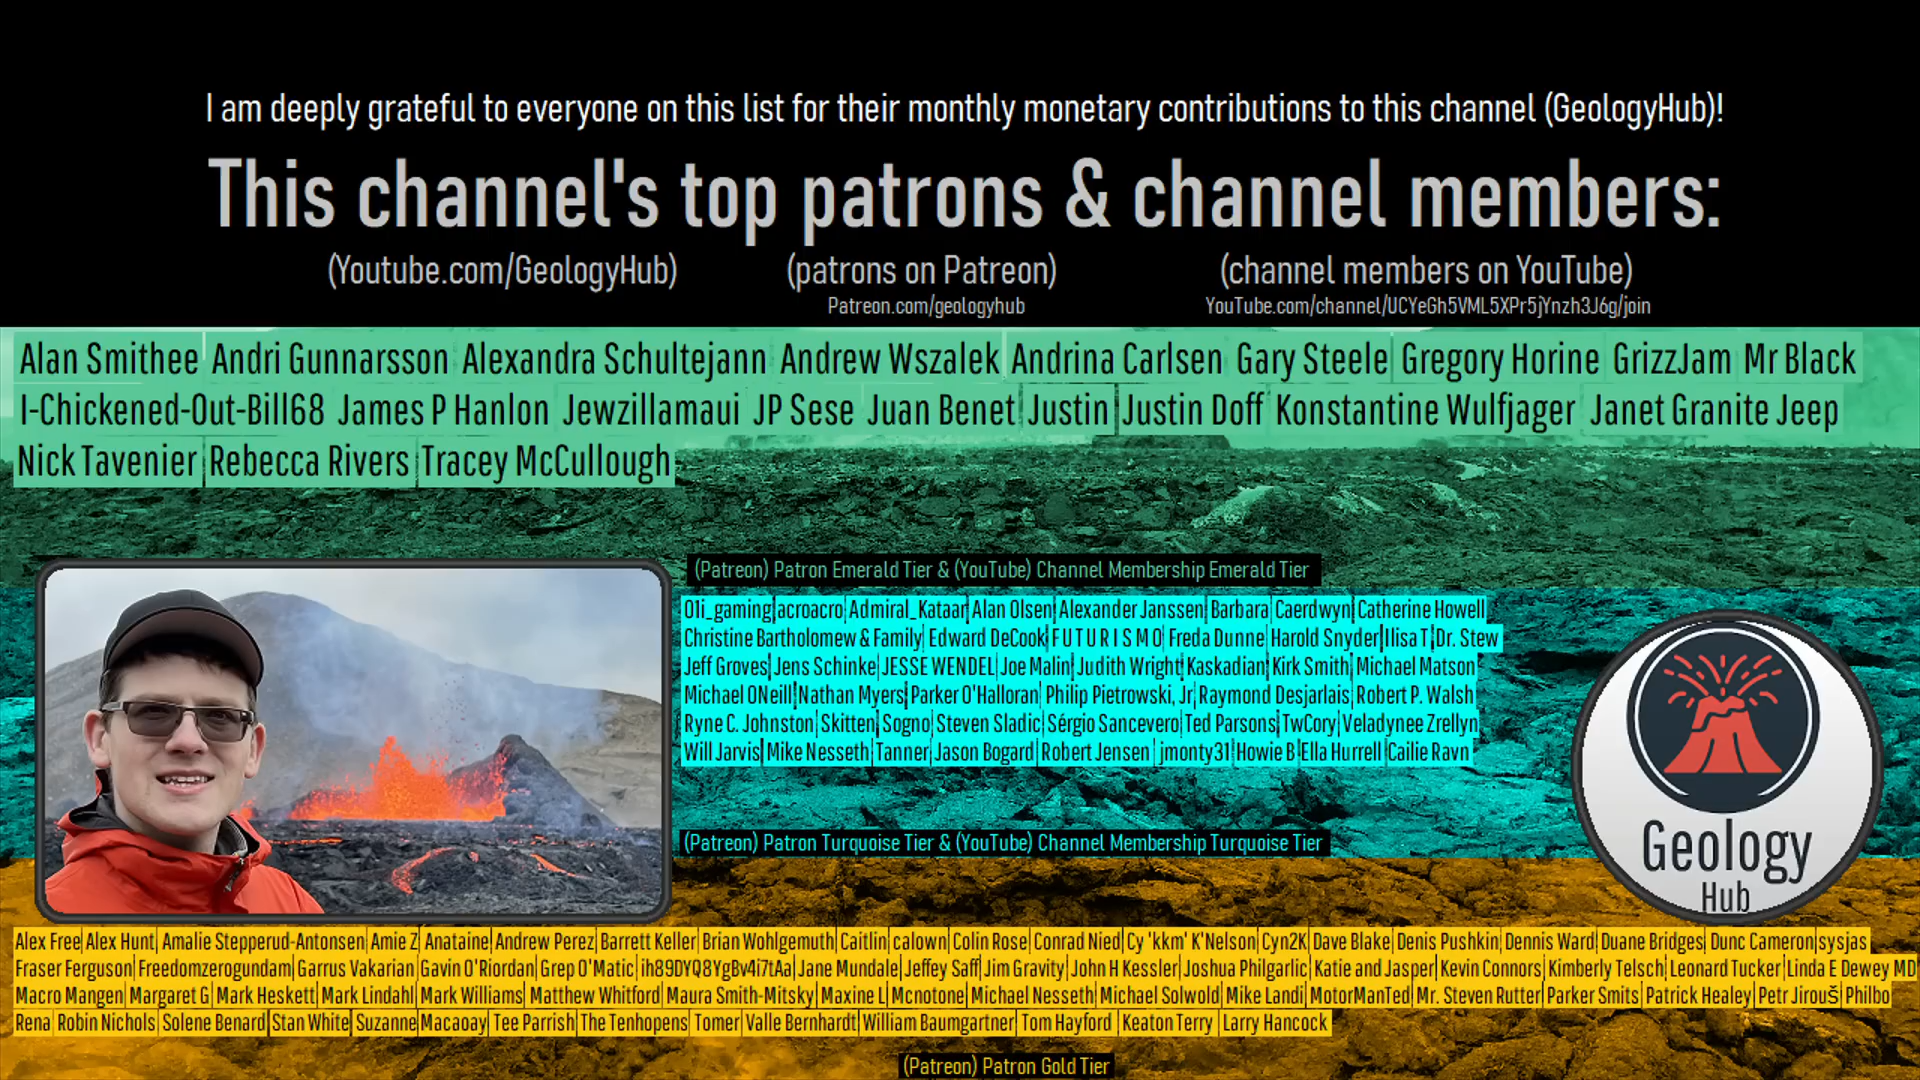 I am deeply grateful to everyone on this list for their monthly monetary contributions to this channel (GeologyHub)!
This channel's top patrons & channel members:
(Youtube.com/GeologyHub) (patrons on Patreon) (channel members on YouTube)
Patreon.com/geologyhub YouTube.com/channel/UCYeGh5VML5XPr5jYnzh3J6g/join
Alan Smithee Andri Gunnarsson Alexandra Schultejann Andrew Wszalek Andrina Carlsen Gary Steele Gregory Horine GrizzJam Mr Black
I-Chickened-Out-Bill68 James P Hanlon Jewzillamaui JP Sese Juan Benet Justin Justin Doff Konstantine Wulfjager Janet Granite Jeep
Nick Tavenier Rebecca Rivers Tracey McCullough
(Patreon) Patron Emerald Tier & (YouTube) Channel Membership Emerald Tier
01i_gaming acroacro Admiral_Kataar Alan Olsen Alexander Janssen Barbara Caerdwyn Catherine Howell
Christine Bartholomew & Family Edward DeCook F U T U R I S M O Freda Dunne Harold Snyder Ilisa T Dr. Stew
Jeff Groves Jens Schinke JESSE WENDEL Joe Malin Judith Wright Kaskadian Kirk Smith Michael Matson
Michael ONeill Nathan Myers Parker O'Halloran Philip Pietrowski, Jr Raymond Desjarlais Robert P. Walsh
Ryne C. Johnston Skitten Sogno Steven Sladic Sérgio Sancevero Ted Parsons TwCory Veladynee Zrellyn
Will Jarvis Mike Nesseth Tanner Jason Bogard Robert Jensen jmonty31 Howie B Ella Hurrell Cailie Ravn
(Patreon) Patron Turquoise Tier & (YouTube) Channel Membership Turquoise Tier
Geology
Hub
Alex Free Alex Hunt Amalie Stepperud-Antonsen Amie Z Anataine Andrew Perez Barrett Keller Brian Wohlgemuth Caitlin calown Colin Rose Conrad Nied Cy 'kkm' K'Nelson Cyn2K Dave Blake Denis Pushkin Dennis Ward Duane Bridges Dunc Cameron sysjas
Fraser Ferguson Freedomzerogundam Garrus Vakarian Gavin O'Riordan Grep O'Matic ih89DYQ8YgBv4i7tAa Jane Mundale Jeffey Saff Jim Gravity John H Kessler Joshua Philgarlic Katie and Jasper Kevin Connors Kimberly Telsch Leonard Tucker Linda E Dewey MD
Macro Mangen Margaret G Mark Heskett Mark Lindahl Mark Williams Matthew Whitford Maura Smith-Mitsky Maxine L Mcnotone Michael Nesseth Michael Solwold Mike Landi MotorManTed Mr. Steven Rutter Parker Smits Patrick Healey Petr Jirouš Philbo
Rena Robin Nichols Solene Benard Stan White Suzanne Macaoay Tee Parrish The Tenhopens Tomer Valle Bernhardt William Baumgartner Tom Hayford Keaton Terry Larry Hancock
(Patreon) Patron Gold Tier